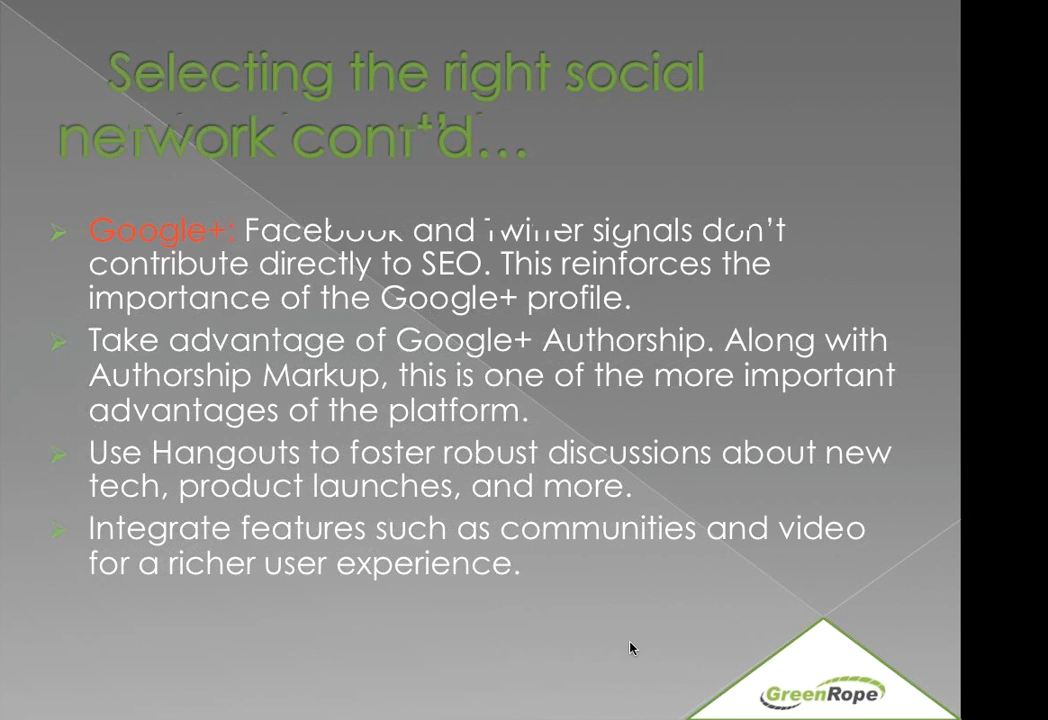 Selecting the right social
network cont'd...
Google+: Facebook and Twitter signals don't
contribute directly to SEO. This reinforces the
importance of the Google+ profile.
Take advantage of Google+ Authorship. Along with
Authorship Markup, this is one of the more important
advantages of the platform.
Use Hangouts to foster robust discussions about new
tech, product launches, and more.
Integrate features such as communities and video
for a richer user experience.
GreenRope